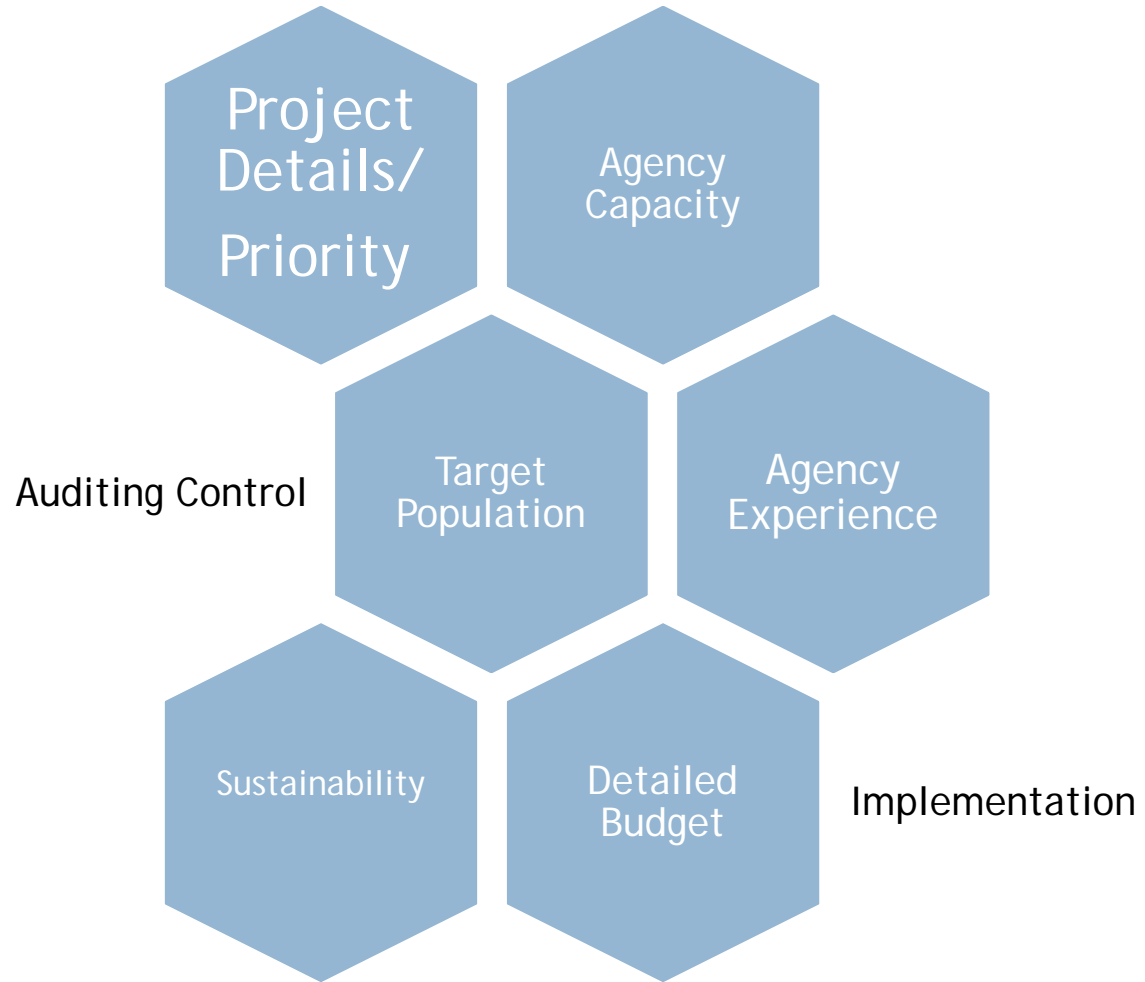 Project
Details/
Priority
Agency
Capacity
Auditing Control
Target
Population
Agency
Experience
Sustainability
Detailed
Budget
Implementation